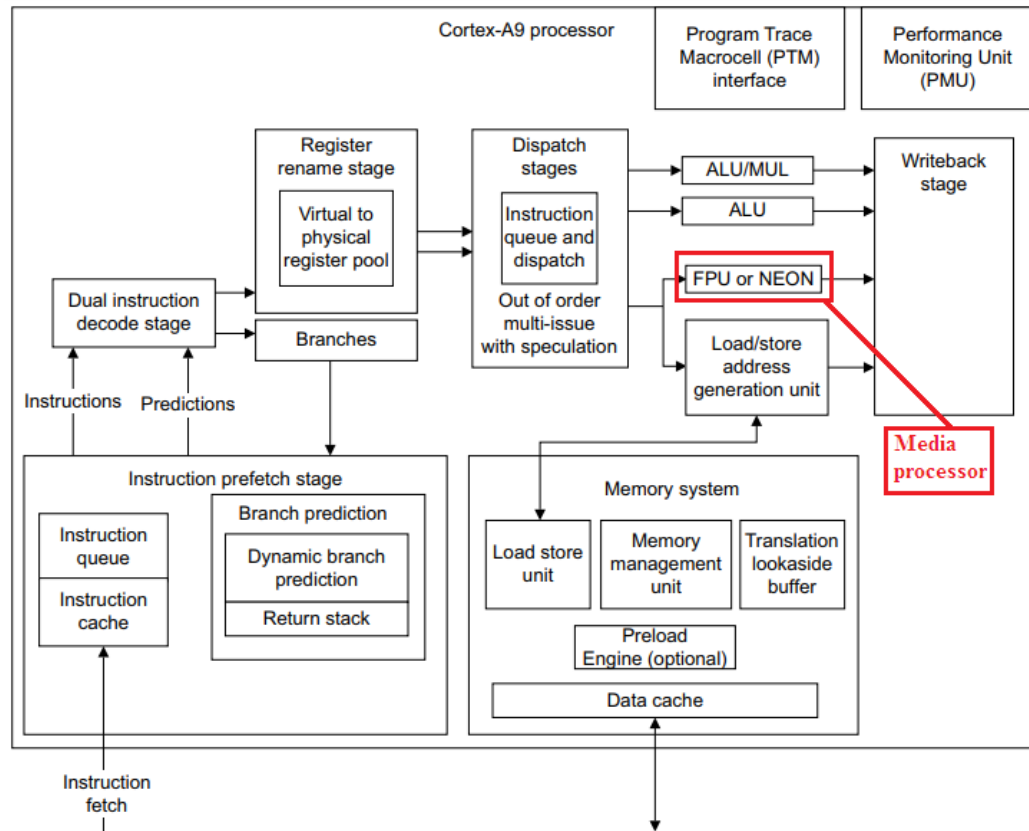 Cortex-A9 processor
Program Trace
Macrocell (PTM)
interface
Performance
Monitoring Unit
(PMU)
Register
rename stage
Virtual to
physical
register pool
Dispatch
stages
Instruction
queue and
dispatch
Out of order
multi-issue
with speculation
ALU/MUL
ALU
FPU or NEON
Load/store
address
generation unit
Writeback
stage
Dual instruction
decode stage
Branches
Instructions
Predictions
Media
processor
Instruction prefetch stage
Instruction
queue
Instruction
cache
Branch prediction
Dynamic branch
prediction
Return stack
Memory system
Load store
unit
Memory
management
unit
Translation
lookaside
buffer
Preload
Engine (optional)
Data cache
Instruction
fetch